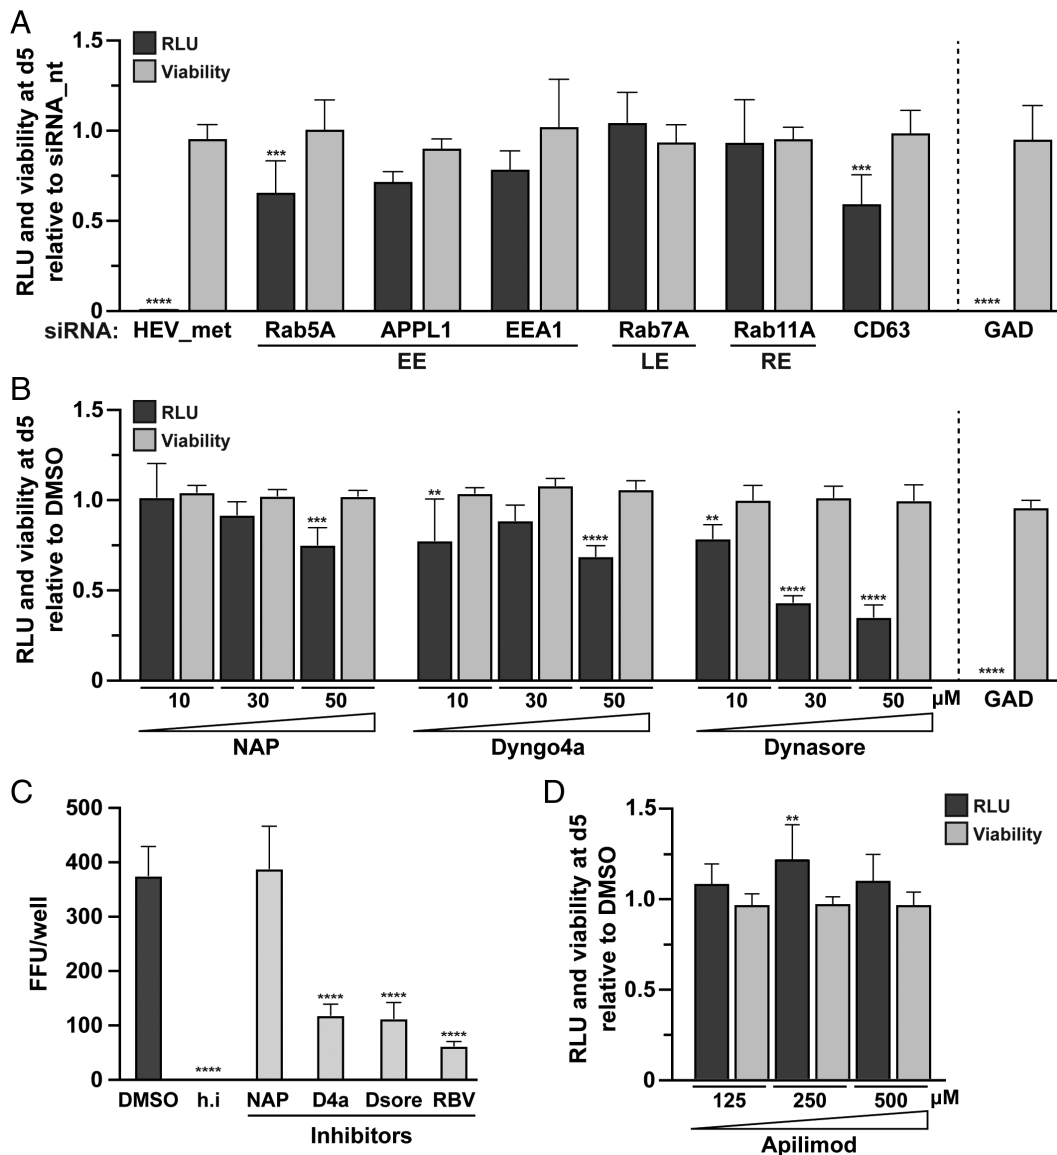 A
RLU and viability at d5
relative to siRNA_nt
1.5
1.0
0.5
0
RLU
Viability
**** *** *** ****
siRNA: HEV_met Rab5A APPL1 EEA1 Rab7A Rab11A CD63 GAD
EE LE RE
B
RLU and viability at d5
relative to DMSO
1.5
1.0
0.5
0
RLU
Viability
*** ** **** ** **** **** ****
10 30 50 10 30 50 10 30 50 µM GAD
NAP Dyngo4a Dynasore
C
FFU/well
500
400
300
200
100
0
**** **** **** ****
DMSO h.i NAP D4a Dsore RBV
Inhibitors
D
RLU and viability at d5
relative to DMSO
1.5
1.0
0.5
0
RLU
Viability
**
125 250 500 µM
Apilimod